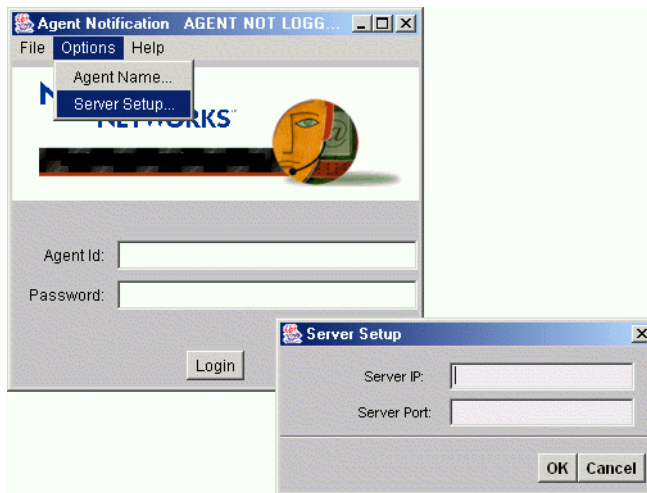 Agent Notification AGENT NOT LOGG...
File Options Help
Agent Name...
Server Setup...
N
NETWORKS
@
Agent Id:
Password:
Login
Server Setup
Server IP:
Server Port:
OK Cancel